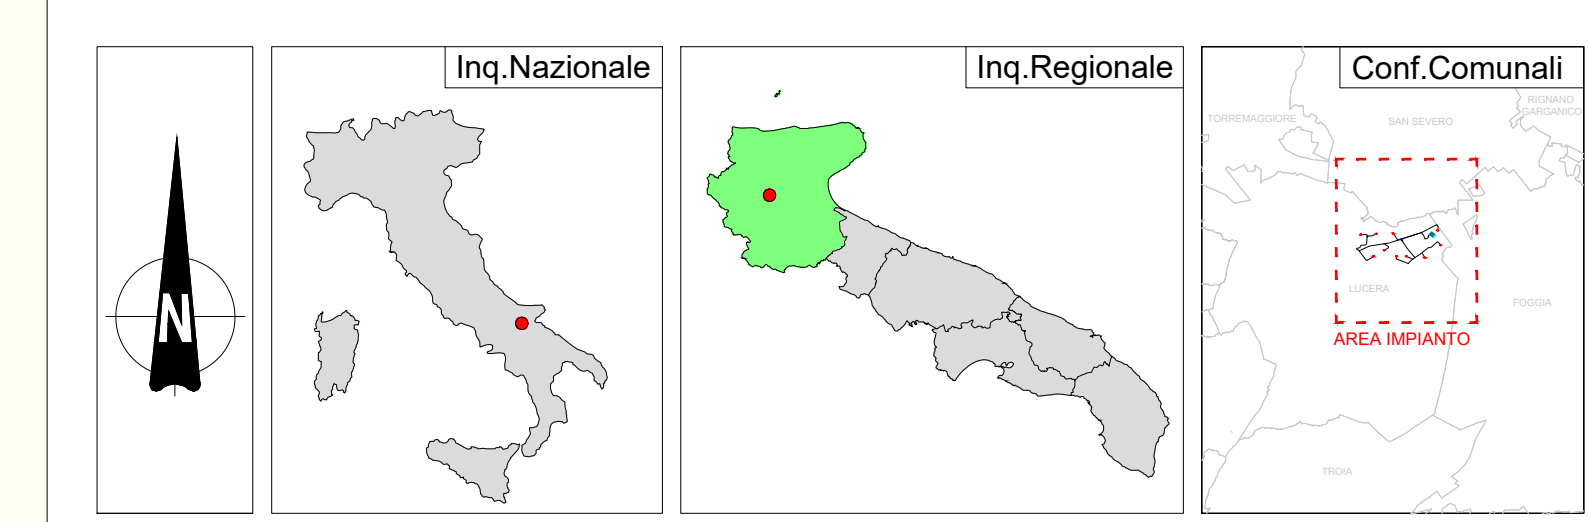 N
Inq.Nazionale
Inq.Regionale
Conf.Comunali
RIGNANO
GARGANICO
TORREMAGGIORE
SAN SEVERO
LUCERA
FOGGIA
AREA IMPIANTO
TROIA